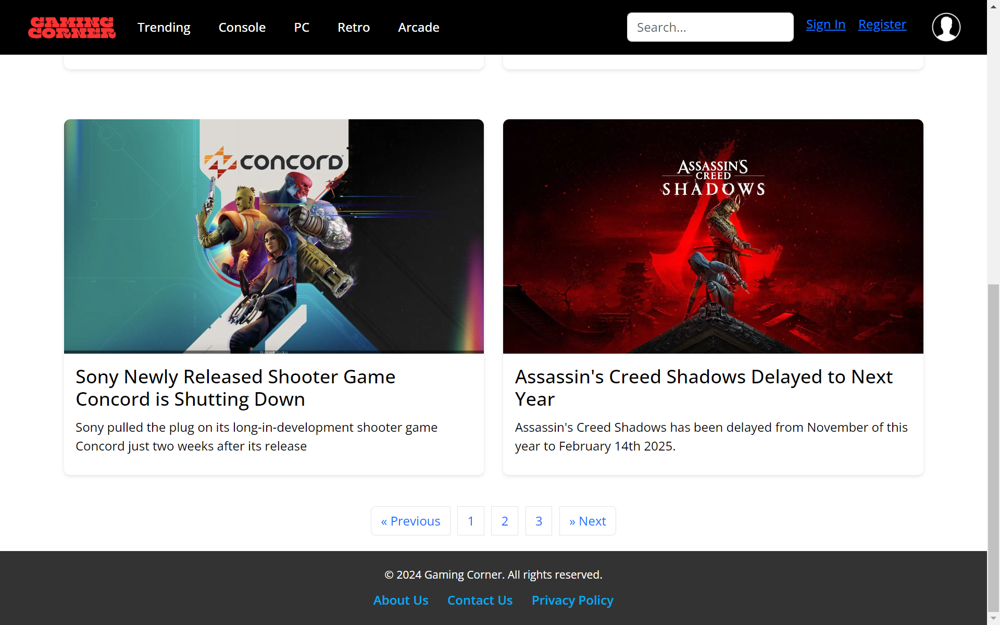 GAMING
CORNER
Trending
Console
PC
Retro
Arcade
Search...
Sign In
Register
CONCORD
ASSASSIN'S
CREED
SHADOWS
©Firewalk Studios
Sony Newly Released Shooter Game
Concord is Shutting Down
Sony pulled the plug on its long-in-development shooter game
Concord just two weeks after its release
Assassin's Creed Shadows Delayed to Next
Year
Assassin's Creed Shadows has been delayed from November of this
year to February 14th 2025.
« Previous
1
2
3
» Next
© 2024 Gaming Corner. All rights reserved.
About Us
Contact Us
Privacy Policy